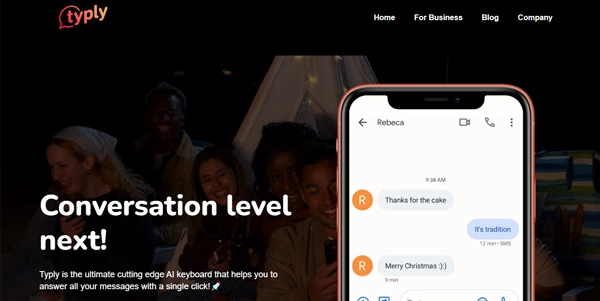 typly
Home For Business Blog Company
Rebeca
9:38 AM
R Thanks for the cake
It's tradition
12 min • SMS
R Merry Christmas :):)
9 min
Conversation level
next!
Typly is the ultimate cutting edge AI keyboard that helps you to
answer all your messages with a single click! 🚀